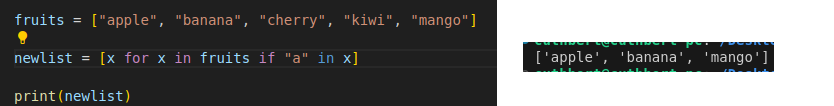 fruits = ["apple", "banana", "cherry", "kiwi", "mango"]
newlist = [x for x in fruits if "a" in x]
print(newlist)
['apple', 'banana', 'mango']